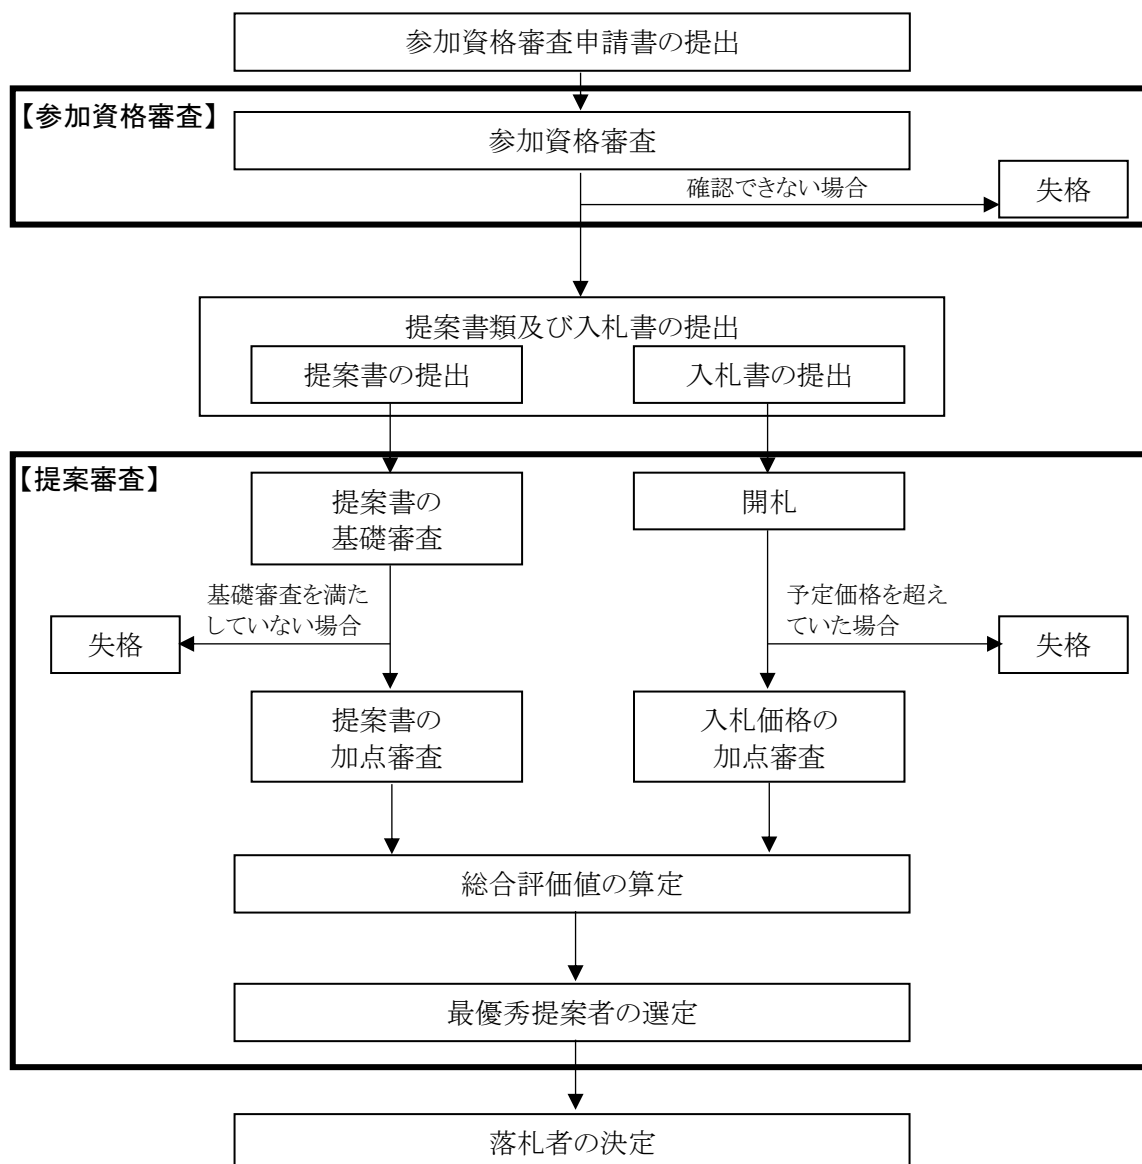 参加資格審査申請書の提出
【参加資格審査】
参加資格審査
確認できない場合
失格
提案書類及び入札書の提出
提案書の提出
入札書の提出
【提案審査】
提案書の
基礎審査
開札
基礎審査を満た
していない場合
失格
予定価格を超え
ていた場合
失格
提案書の
加点審査
入札価格の
加点審査
総合評価値の算定
最優秀提案者の選定
落札者の決定